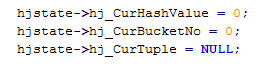 hjstate->hj_CurHashValue = 0;
hjstate->hj_CurBucketNo = 0;
hjstate->hj_CurTuple = NULL;